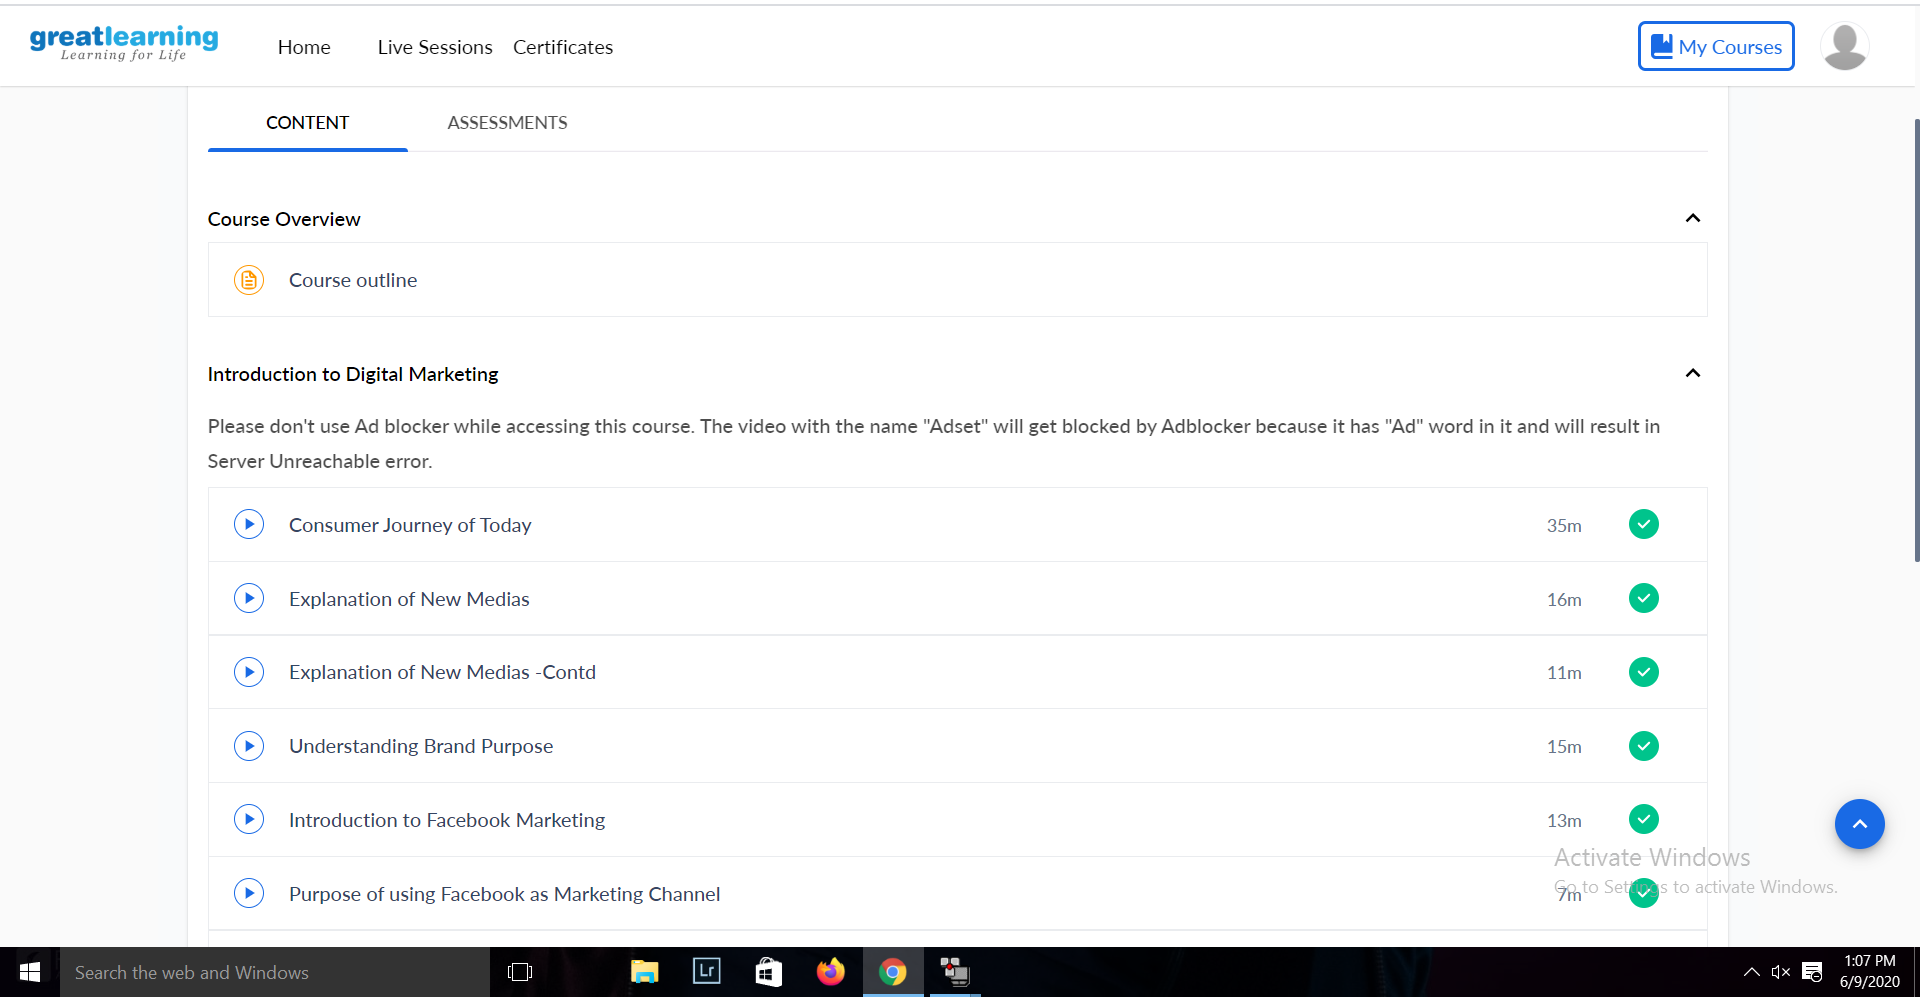 greatlearning
Learning for Life
Home
Live Sessions
Certificates
My Courses
CONTENT
ASSESSMENTS
Course Overview
Course outline
Introduction to Digital Marketing
Please don't use Ad blocker while accessing this course. The video with the name "Adset" will get blocked by Adblocker because it has "Ad" word in it and will result in
Server Unreachable error.
Consumer Journey of Today
35m
Explanation of New Medias
16m
Explanation of New Medias -Contd
11m
Understanding Brand Purpose
15m
Introduction to Facebook Marketing
13m
Activate Windows
Go to Settings to activate Windows.
Purpose of using Facebook as Marketing Channel
7m
Search the web and Windows
Lr
1:07 PM
6/9/2020